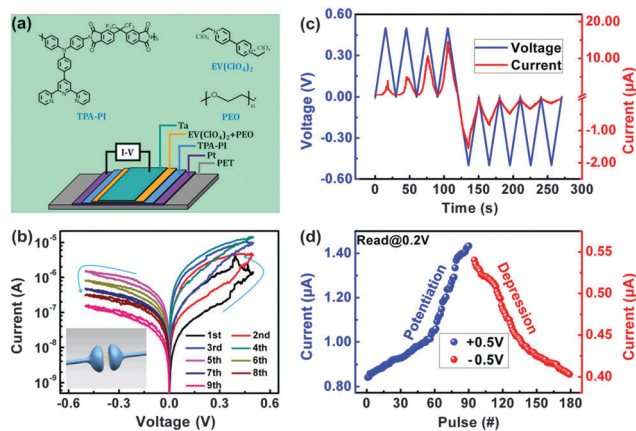 (a)
F₃C CF₃
N
N
O
O
O
O
n
N
N
N
N
TPA-PI
ClO₄⁻
N⁺
N⁺
ClO₄⁻
EV(ClO₄)₂
O
n
PEO
I-V
Ta
EV(ClO₄)₂+PEO
TPA-PI
Pt
PET
(b)
Current (A)
10⁻⁵
10⁻⁶
10⁻⁷
10⁻⁸
10⁻⁹
1st 2nd
3rd 4th
5th 6th
7th 8th
9th
-0.6 -0.3 0.0 0.3 0.6
Voltage (V)
(c)
Voltage (V)
0.60
0.30
0.00
-0.30
-0.60
Voltage
Current
20.00
10.00
0.00
-1.00
-2.00
Current (μA)
0 50 100 150 200 250 300
Time (s)
(d)
Read@0.2V
Current (μA)
1.40
1.20
1.00
0.80
Potentiation
Depression
+0.5V
- 0.5V
0.55
0.50
0.45
0.40
Current (μA)
0 30 60 90 120 150 180
Pulse (#)